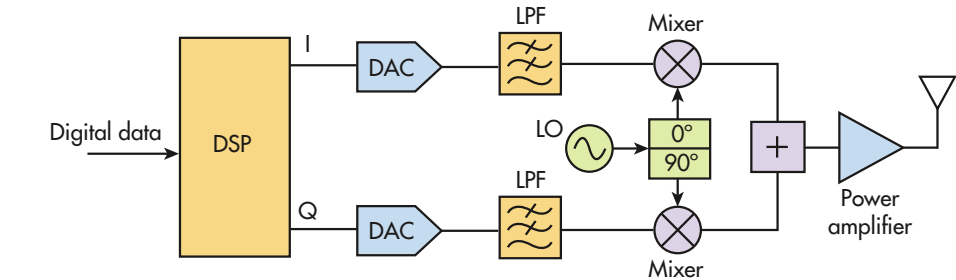 LPF
Mixer
I
DAC
Digital data
DSP
LO
0°
90°
+
LPF
Q
DAC
Mixer
Power
amplifier